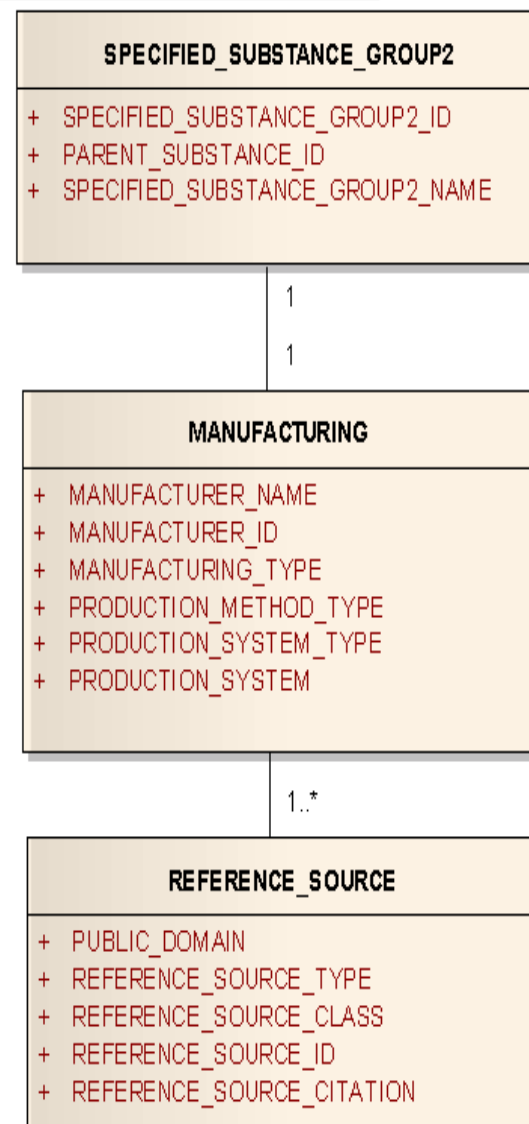 SPECIFIED_SUBSTANCE_GROUP2
+ SPECIFIED_SUBSTANCE_GROUP2_ID
+ PARENT_SUBSTANCE_ID
+ SPECIFIED_SUBSTANCE_GROUP2_NAME
1
1
MANUFACTURING
+ MANUFACTURER_NAME
+ MANUFACTURER_ID
+ MANUFACTURING_TYPE
+ PRODUCTION_METHOD_TYPE
+ PRODUCTION_SYSTEM_TYPE
+ PRODUCTION_SYSTEM
1..*
REFERENCE_SOURCE
+ PUBLIC_DOMAIN
+ REFERENCE_SOURCE_TYPE
+ REFERENCE_SOURCE_CLASS
+ REFERENCE_SOURCE_ID
+ REFERENCE_SOURCE_CITATION